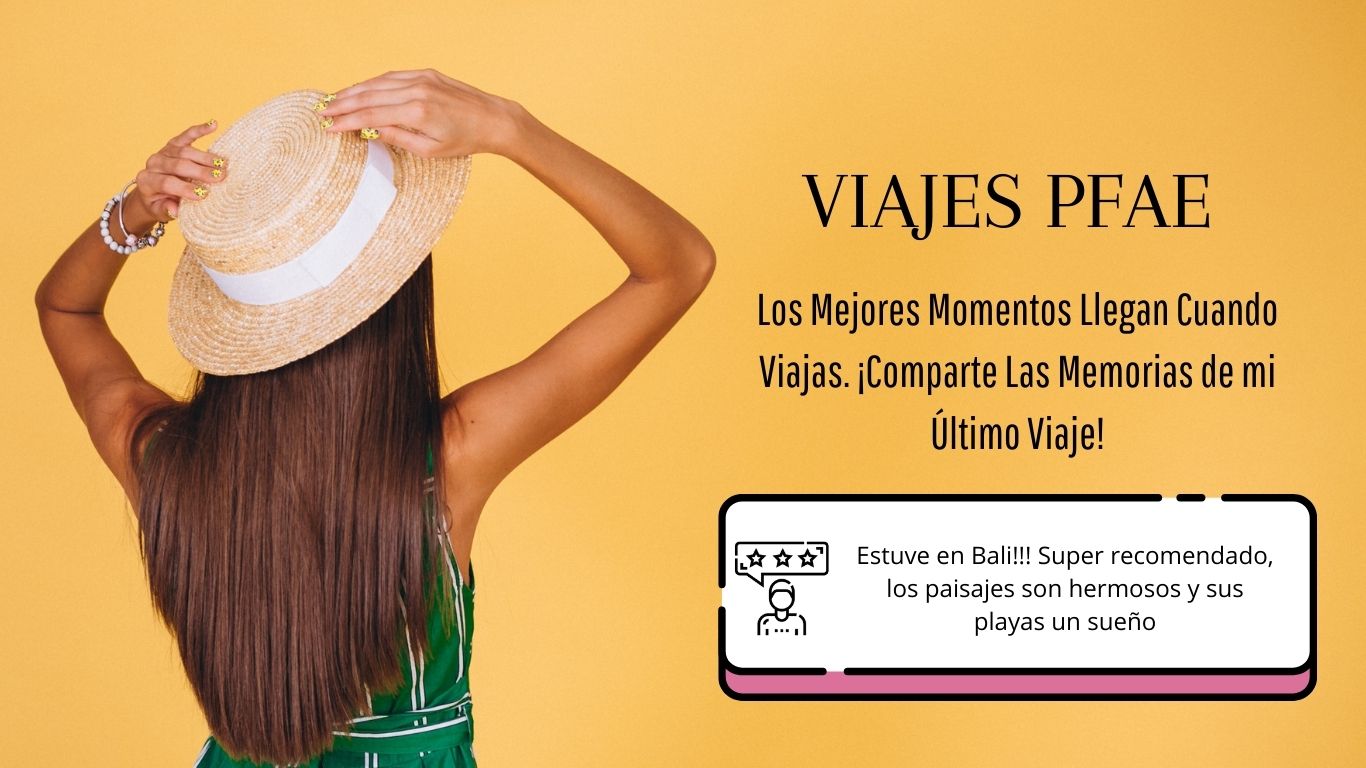 VIAJES PFAE
Los Mejores Momentos Llegan Cuando
Viajas. ¡Comparte Las Memorias de mi
Último Viaje!
Estuve en Bali!!! Super recomendado,
los paisajes son hermosos y sus
playas un sueño